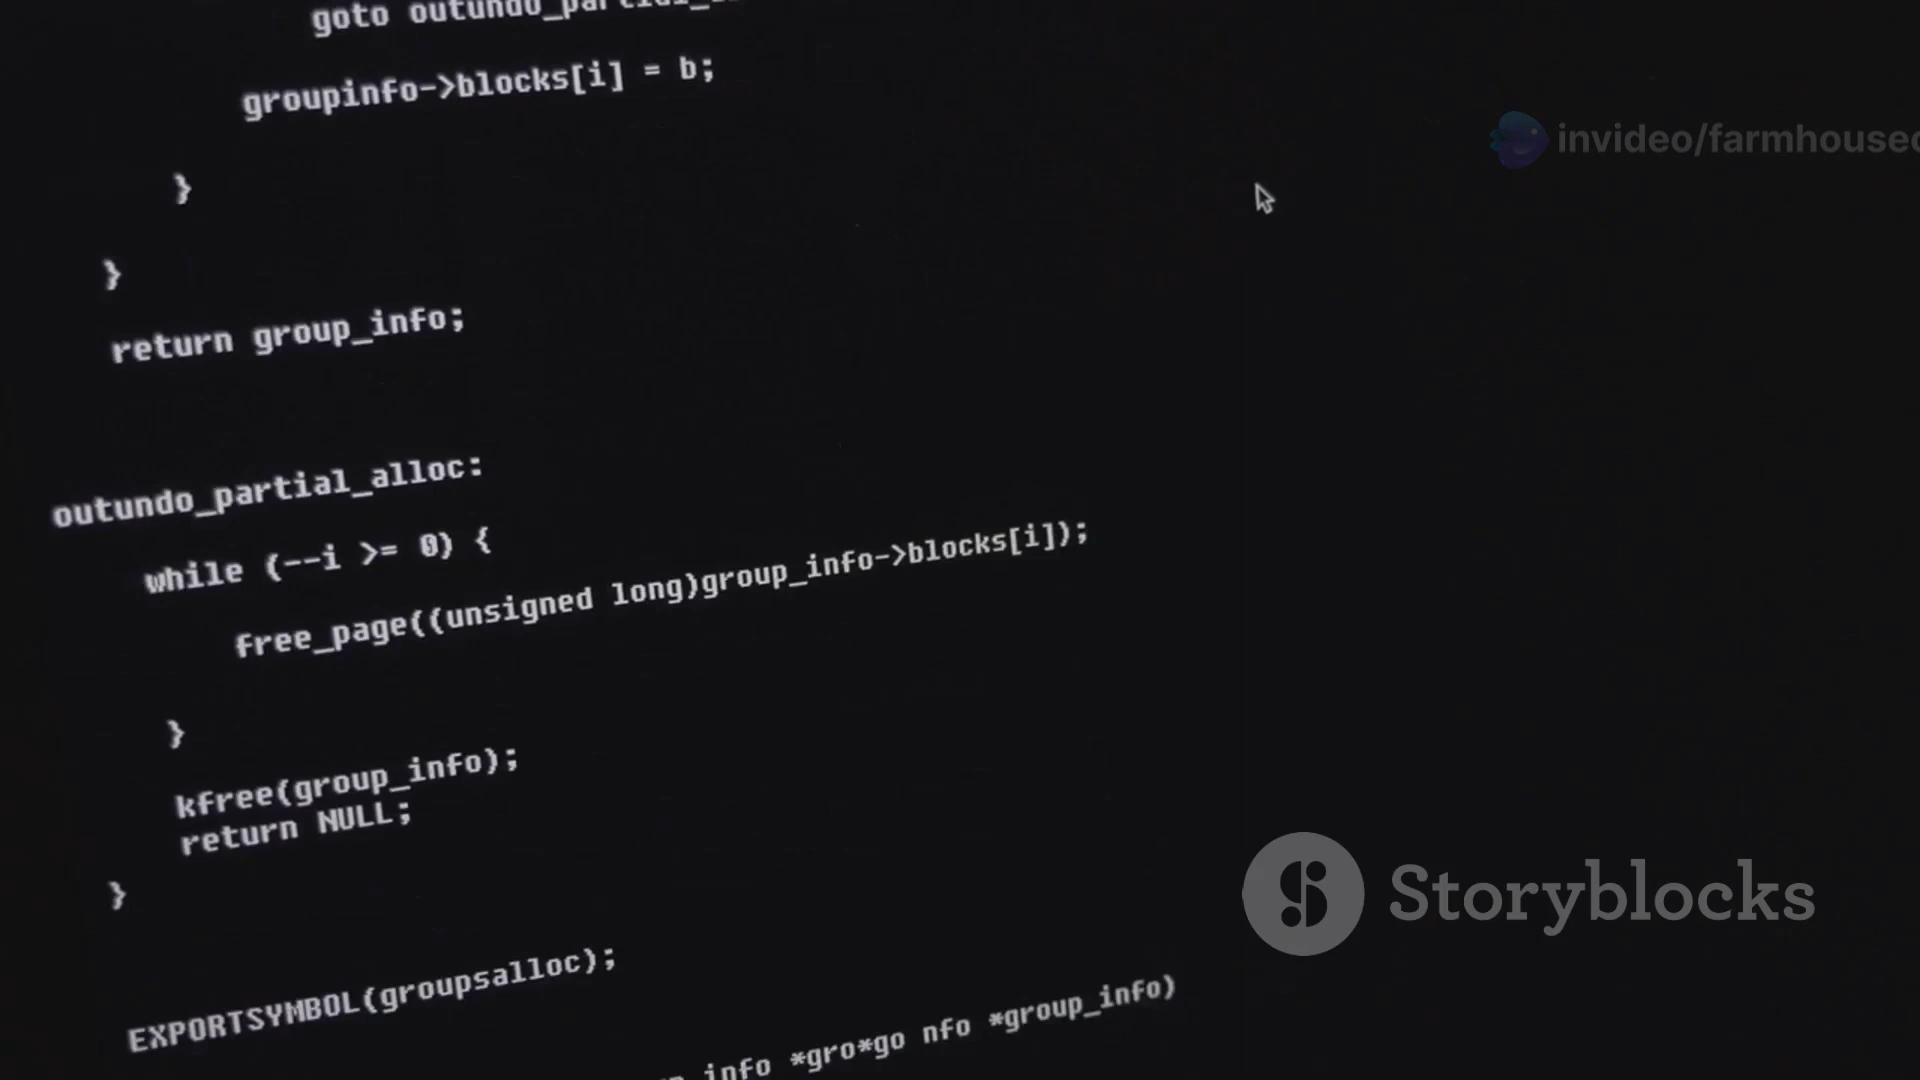 goto outundo_partial_
groupinfo->blocks[i] = b;
}
}
return group_info;
outundo_partial_alloc:
while (--i >= 0) {
free_page((unsigned long)group_info->blocks[i]);
}
kfree(group_info);
return NULL;
}
EXPORTSYMBOL(groupsalloc);
info *gro*go nfo *group_info)
invideo/farmhouse
Storyblocks